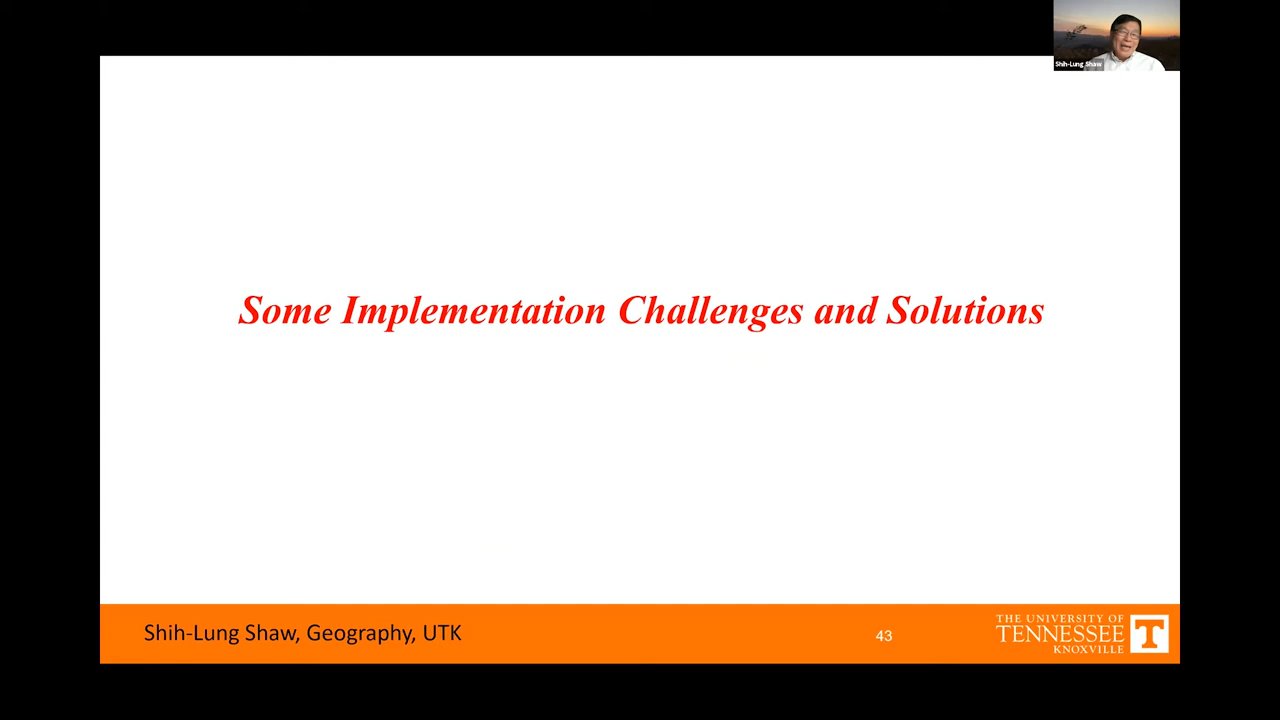 Shih-Lung Shaw
Some Implementation Challenges and Solutions
Shih-Lung Shaw, Geography, UTK
43
THE UNIVERSITY OF
TENNESSEE
KNOXVILLE
T